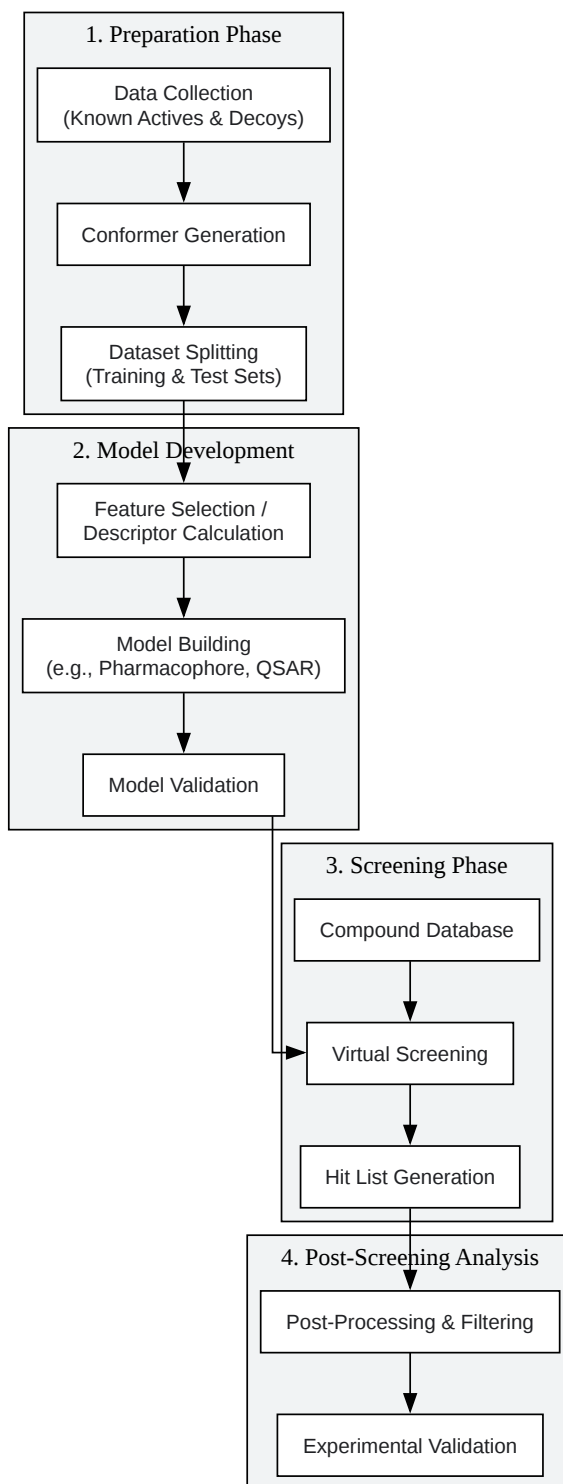 1. Preparation Phase
Data Collection
(Known Actives & Decoys)
Conformer Generation
Dataset Splitting
(Training & Test Sets)
2. Model Development
Feature Selection /
Descriptor Calculation
Model Building
(e.g., Pharmacophore, QSAR)
Model Validation
3. Screening Phase
Compound Database
Virtual Screening
Hit List Generation
4. Post-Screening Analysis
Post-Processing & Filtering
Experimental Validation